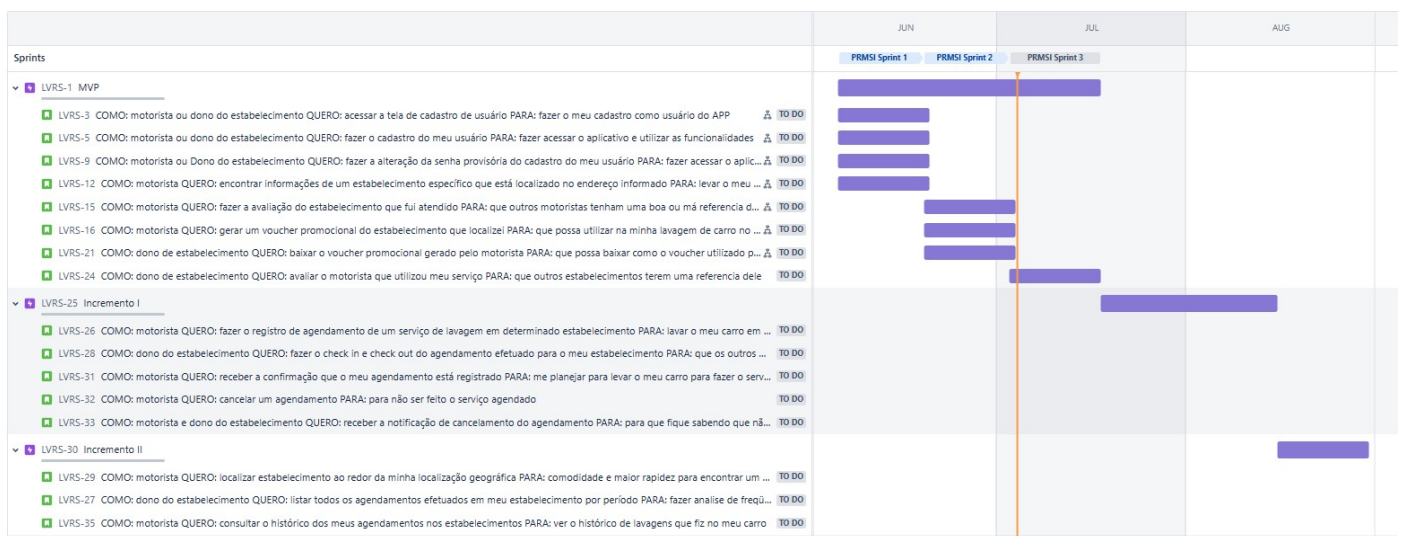 JUN JUL AUG
Sprints PRMSI Sprint 1 PRMSI Sprint 2 PRMSI Sprint 3
LVRS-1 MVP
LVRS-3 COMO: motorista ou dono do estabelecimento QUERO: acessar a tela de cadastro de usuário PARA: fazer o meu cadastro como usuário do APP TO DO
LVRS-5 COMO: motorista ou dono do estabelecimento QUERO: fazer o cadastro do meu usuário PARA: fazer acessar o aplicativo e utilizar as funcionalidades TO DO
LVRS-9 COMO: motorista ou Dono do estabelecimento QUERO: fazer a alteração da senha provisória do cadastro do meu usuário PARA: fazer acessar o aplic... TO DO
LVRS-12 COMO: motorista QUERO: encontrar informações de um estabelecimento específico que está localizado no endereço informado PARA: levar o meu ... TO DO
LVRS-15 COMO: motorista QUERO: fazer a avaliação do estabelecimento que fui atendido PARA: que outros motoristas tenham uma boa ou má referencia d... TO DO
LVRS-16 COMO: motorista QUERO: gerar um voucher promocional do estabelecimento que localizei PARA: que possa utilizar na minha lavagem de carro no ... TO DO
LVRS-21 COMO: dono de estabelecimento QUERO: baixar o voucher promocional gerado pelo motorista PARA: que possa baixar como o voucher utilizado p... TO DO
LVRS-24 COMO: dono de estabelecimento QUERO: avaliar o motorista que utilizou meu serviço PARA: que outros estabelecimentos terem uma referencia dele TO DO
LVRS-25 Incremento I
LVRS-26 COMO: motorista QUERO: fazer o registro de agendamento de um serviço de lavagem em determinado estabelecimento PARA: lavar o meu carro em ... TO DO
LVRS-28 COMO: dono do estabelecimento QUERO: fazer o check in e check out do agendamento efetuado para o meu estabelecimento PARA: que os outros ... TO DO
LVRS-31 COMO: motorista QUERO: receber a confirmação que o meu agendamento está registrado PARA: me planejar para levar o meu carro para fazer o serv... TO DO
LVRS-32 COMO: motorista QUERO: cancelar um agendamento PARA: para não ser feito o serviço agendado TO DO
LVRS-33 COMO: motorista e dono do estabelecimento QUERO: receber a notificação de cancelamento do agendamento PARA: para que fique sabendo que nã... TO DO
LVRS-30 Incremento II
LVRS-29 COMO: motorista QUERO: localizar estabelecimento ao redor da minha localização geográfica PARA: comodidade e maior rapidez para encontrar um ... TO DO
LVRS-27 COMO: dono do estabelecimento QUERO: listar todos os agendamentos efetuados em meu estabelecimento por período PARA: fazer analise de freqü... TO DO
LVRS-35 COMO: motorista QUERO: consultar o histórico dos meus agendamentos nos estabelecimentos PARA: ver o histórico de lavagens que fiz no meu carro TO DO